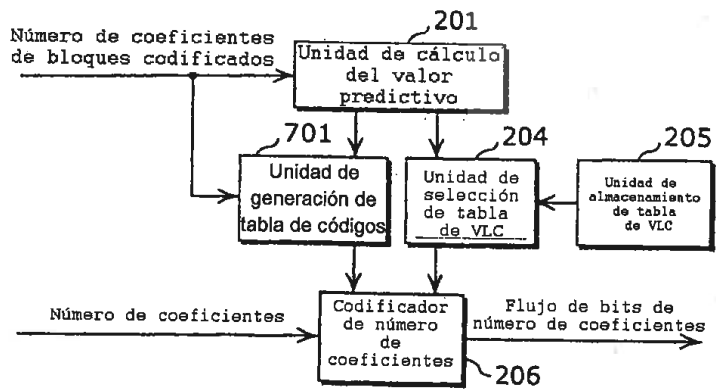 201
Número de coeficientes
de bloques codificados
Unidad de cálculo
del valor
predictivo
701
204
205
Unidad de
generación de
tabla de códigos
Unidad de
selección
de tabla
de VLC
Unidad de
almacenamiento
de tabla
de VLC
Número de coeficientes
Codificador
de número
de
coeficientes
Flujo de bits de
número de coeficientes
206